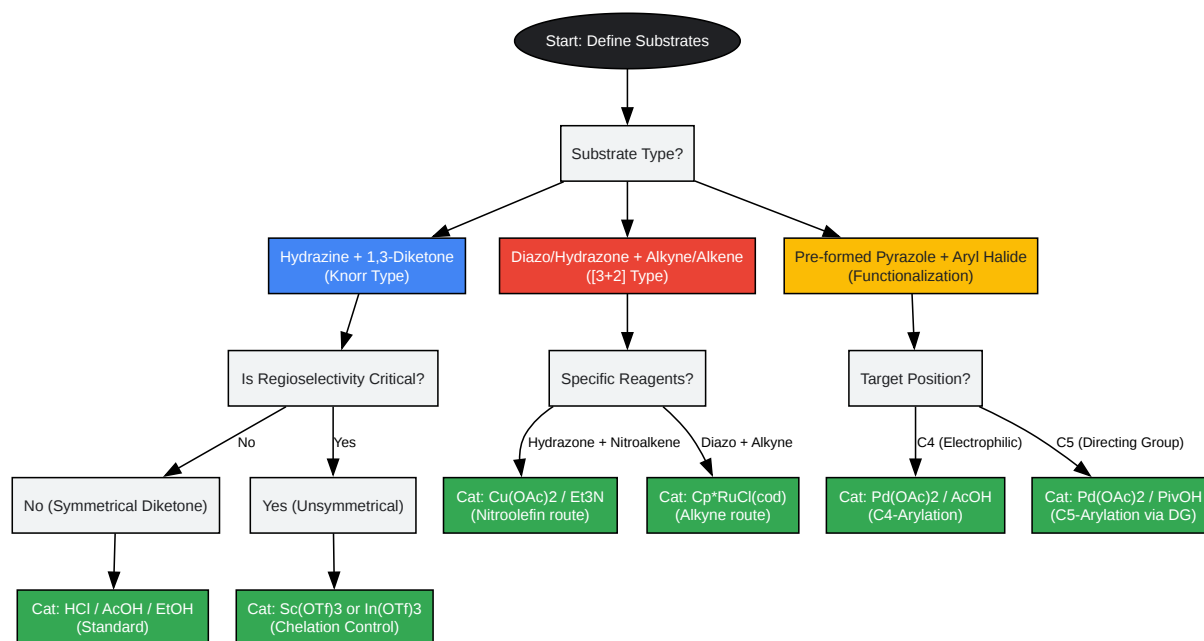 Start: Define Substrates
Substrate Type?
Hydrazine + 1,3-Diketone
(Knorr Type)
Diazo/Hydrazone + Alkyne/Alkene
([3+2] Type)
Pre-formed Pyrazole + Aryl Halide
(Functionalization)
Is Regioselectivity Critical?
Specific Reagents?
Target Position?
No
Yes
Hydrazone + Nitroalkene
Diazo + Alkyne
C4 (Electrophilic)
C5 (Directing Group)
No (Symmetrical Diketone)
Yes (Unsymmetrical)
Cat: Cu(OAc)2 / Et3N
(Nitroolefin route)
Cat: Cp*RuCl(cod)
(Alkyne route)
Cat: Pd(OAc)2 / AcOH
(C4-Arylation)
Cat: Pd(OAc)2 / PivOH
(C5-Arylation via DG)
Cat: HCl / AcOH / EtOH
(Standard)
Cat: Sc(OTf)3 or In(OTf)3
(Chelation Control)